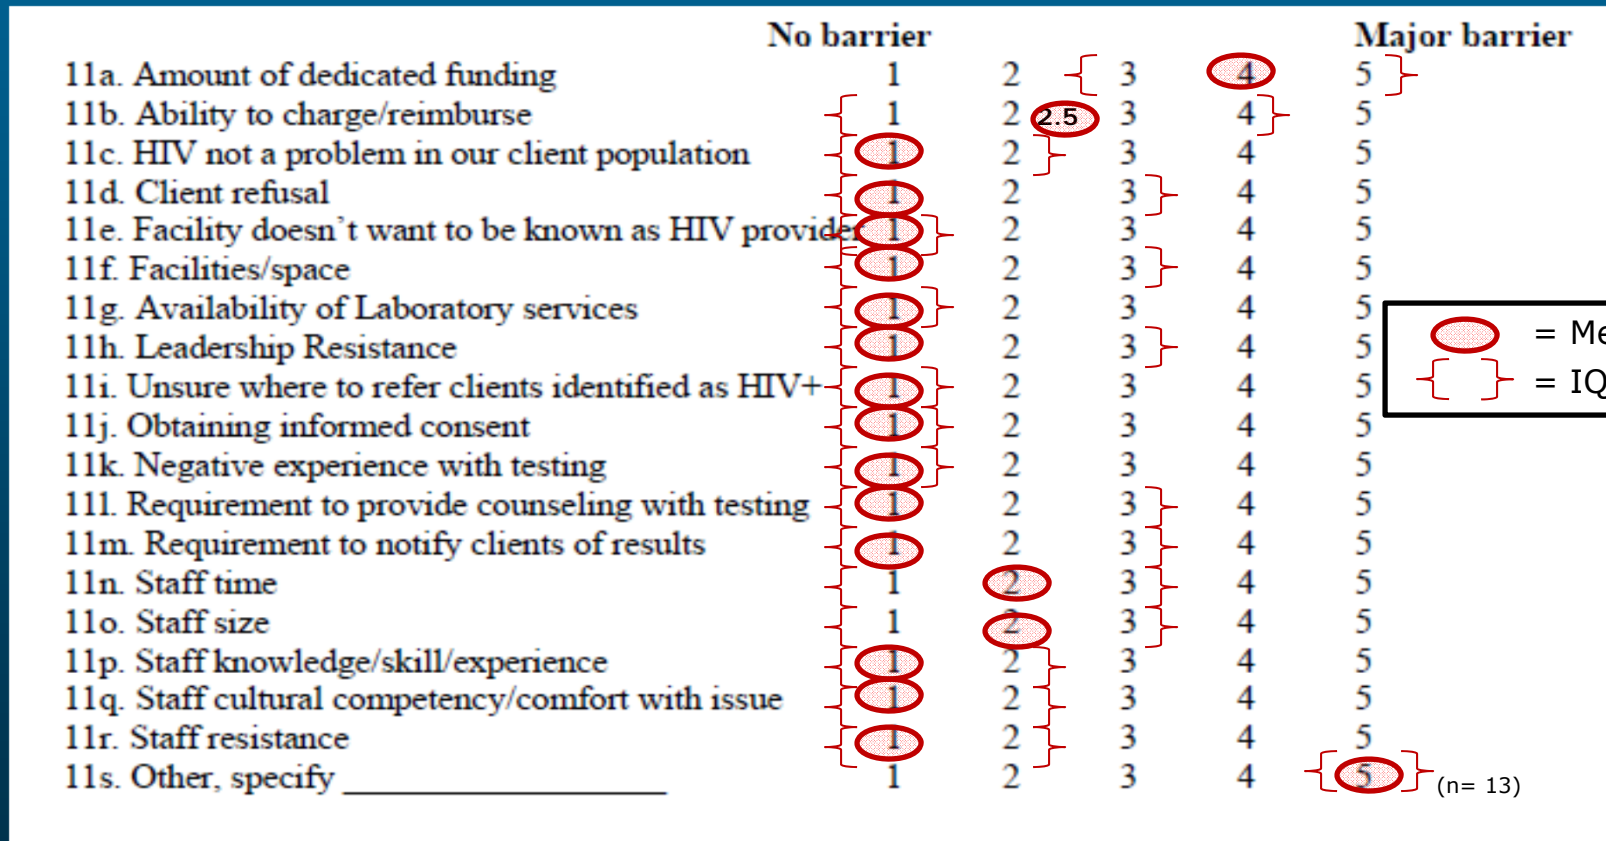 No barrier Major barrier
11a. Amount of dedicated funding 1 2 3 4 5
11b. Ability to charge/reimburse 1 2 2.5 3 4 5
11c. HIV not a problem in our client population 1 2 3 4 5
11d. Client refusal 1 2 3 4 5
11e. Facility doesn't want to be known as HIV provider 1 2 3 4 5
11f. Facilities/space 1 2 3 4 5
11g. Availability of Laboratory services 1 2 3 4 5
11h. Leadership Resistance 1 2 3 4 5
= Me
11i. Unsure where to refer clients identified as HIV+ 1 2 3 4 5
= IQ
11j. Obtaining informed consent 1 2 3 4 5
11k. Negative experience with testing 1 2 3 4 5
11l. Requirement to provide counseling with testing 1 2 3 4 5
11m. Requirement to notify clients of results 1 2 3 4 5
11n. Staff time 1 2 3 4 5
11o. Staff size 1 2 3 4 5
11p. Staff knowledge/skill/experience 1 2 3 4 5
11q. Staff cultural competency/comfort with issue 1 2 3 4 5
11r. Staff resistance 1 2 3 4 5
11s. Other, specify ____________________ 1 2 3 4 5 (n= 13)